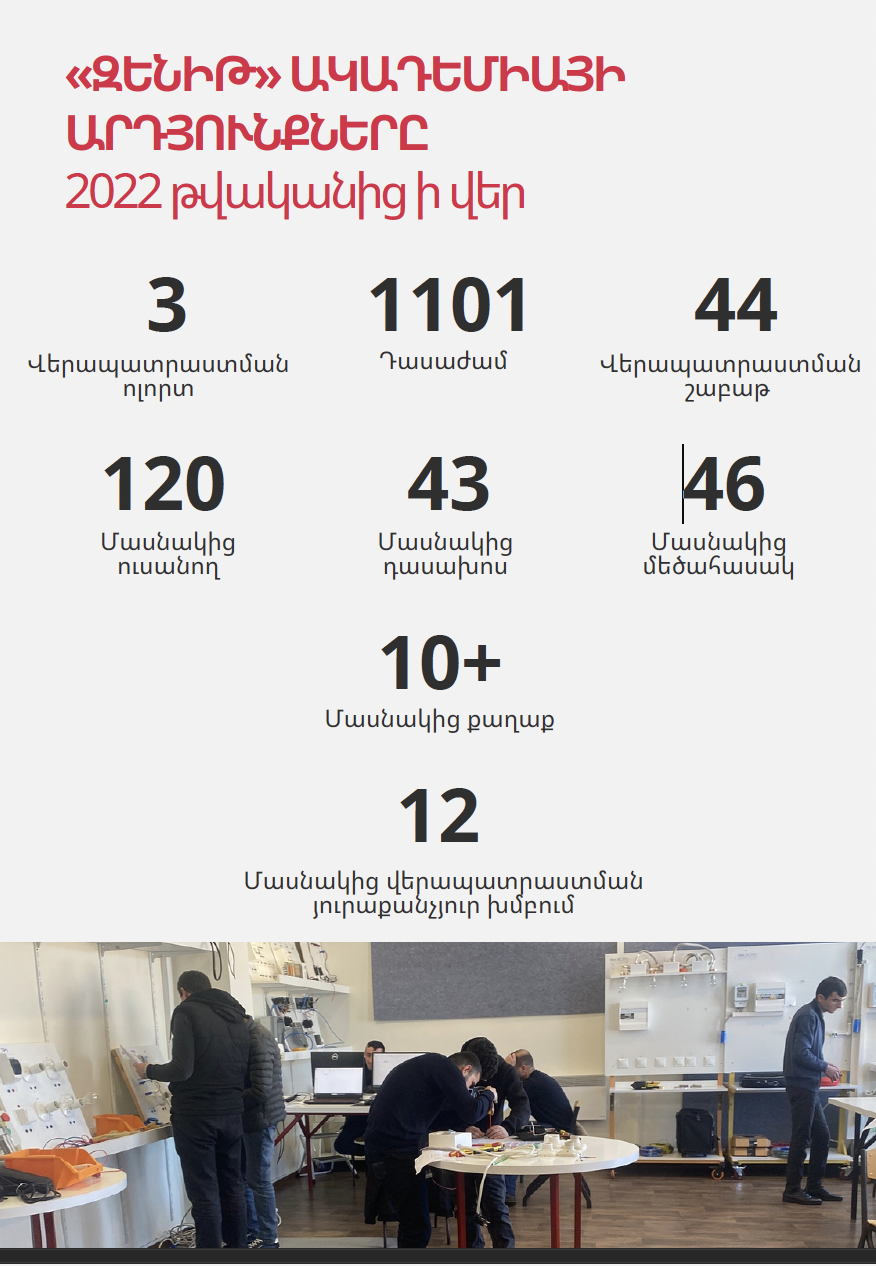 «ԶԵՆԻԹ» ԱԿԱԴԵՄԻԱՅԻ
ԱՐԴՅՈՒՆՔՆԵՐԸ
2022 թվականից ի վեր
3
Վերապատրաստման
ոլորտ
1101
Դասաժամ
44
Վերապատրաստման
շաբաթ
120
Մասնակից
ուսանող
43
Մասնակից
դասախոս
46
Մասնակից
մեծահասակ
10+
Մասնակից քաղաք
12
Մասնակից վերապատրաստման
յուրաքանչյուր խմբում